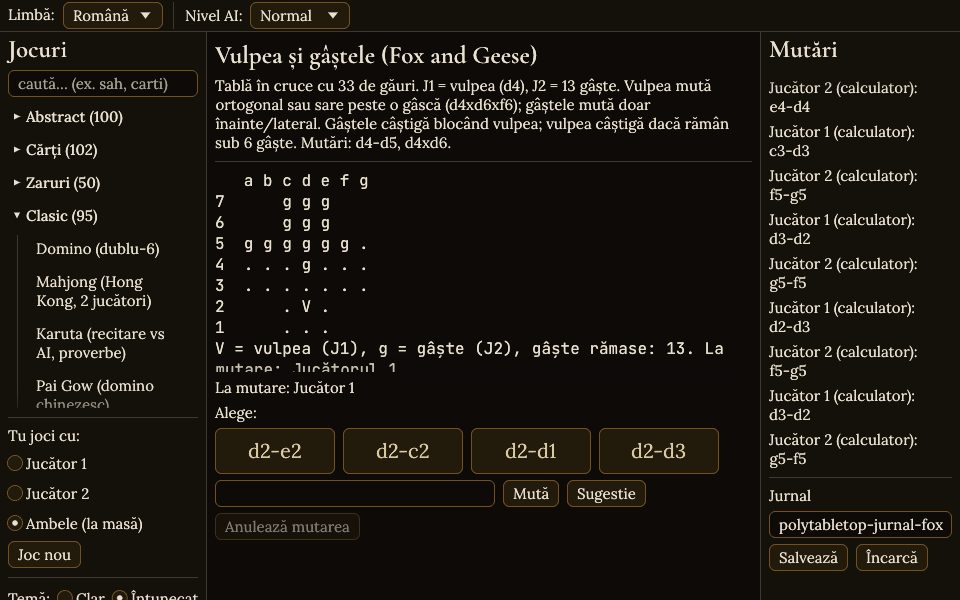 Limbă: Română ▼ Nivel AI: Normal ▼
Jocuri
caută... (ex. sah, carti)
▸ Abstract (100)
▸ Cărți (102)
▸ Zaruri (50)
▾ Clasic (95)
Domino (dublu-6)
Mahjong (Hong
Kong, 2 jucători)
Karuta (recitare vs
AI, proverbe)
Pai Gow (domino
chinezesc)
Tu joci cu:
Jucător 1
Jucător 2
Ambele (la masă)
Joc nou
Temă: Clar Întunecat
Vulpea și gâștele (Fox and Geese)
Tablă în cruce cu 33 de găuri. J1 = vulpea (d4), J2 = 13 gâște. Vulpea mută
ortogonal sau sare peste o gâscă (d4xd6xf6); gâștele mută doar
înainte/lateral. Gâștele câștigă blocând vulpea; vulpea câștigă dacă rămân
sub 6 gâște. Mutări: d4-d5, d4xd6.
a b c d e f g
7 g g g
6 g g g
5 g g g g g g .
4 . . . g . . .
3 . . . . . . .
2 . V .
1 . . .
V = vulpea (J1), g = gâște (J2), gâște rămase: 13. La
mutare: Jucătorul 1
La mutare: Jucător 1
Alege:
d2-e2 d2-c2 d2-d1 d2-d3
Mută Sugestie
Anulează mutarea
Mutări
Jucător 2 (calculator):
e4-d4
Jucător 1 (calculator):
c3-d3
Jucător 2 (calculator):
f5-g5
Jucător 1 (calculator):
d3-d2
Jucător 2 (calculator):
g5-f5
Jucător 1 (calculator):
d2-d3
Jucător 2 (calculator):
f5-g5
Jucător 1 (calculator):
d3-d2
Jucător 2 (calculator):
g5-f5
Jurnal
polytabletop-jurnal-fox
Salvează Încarcă